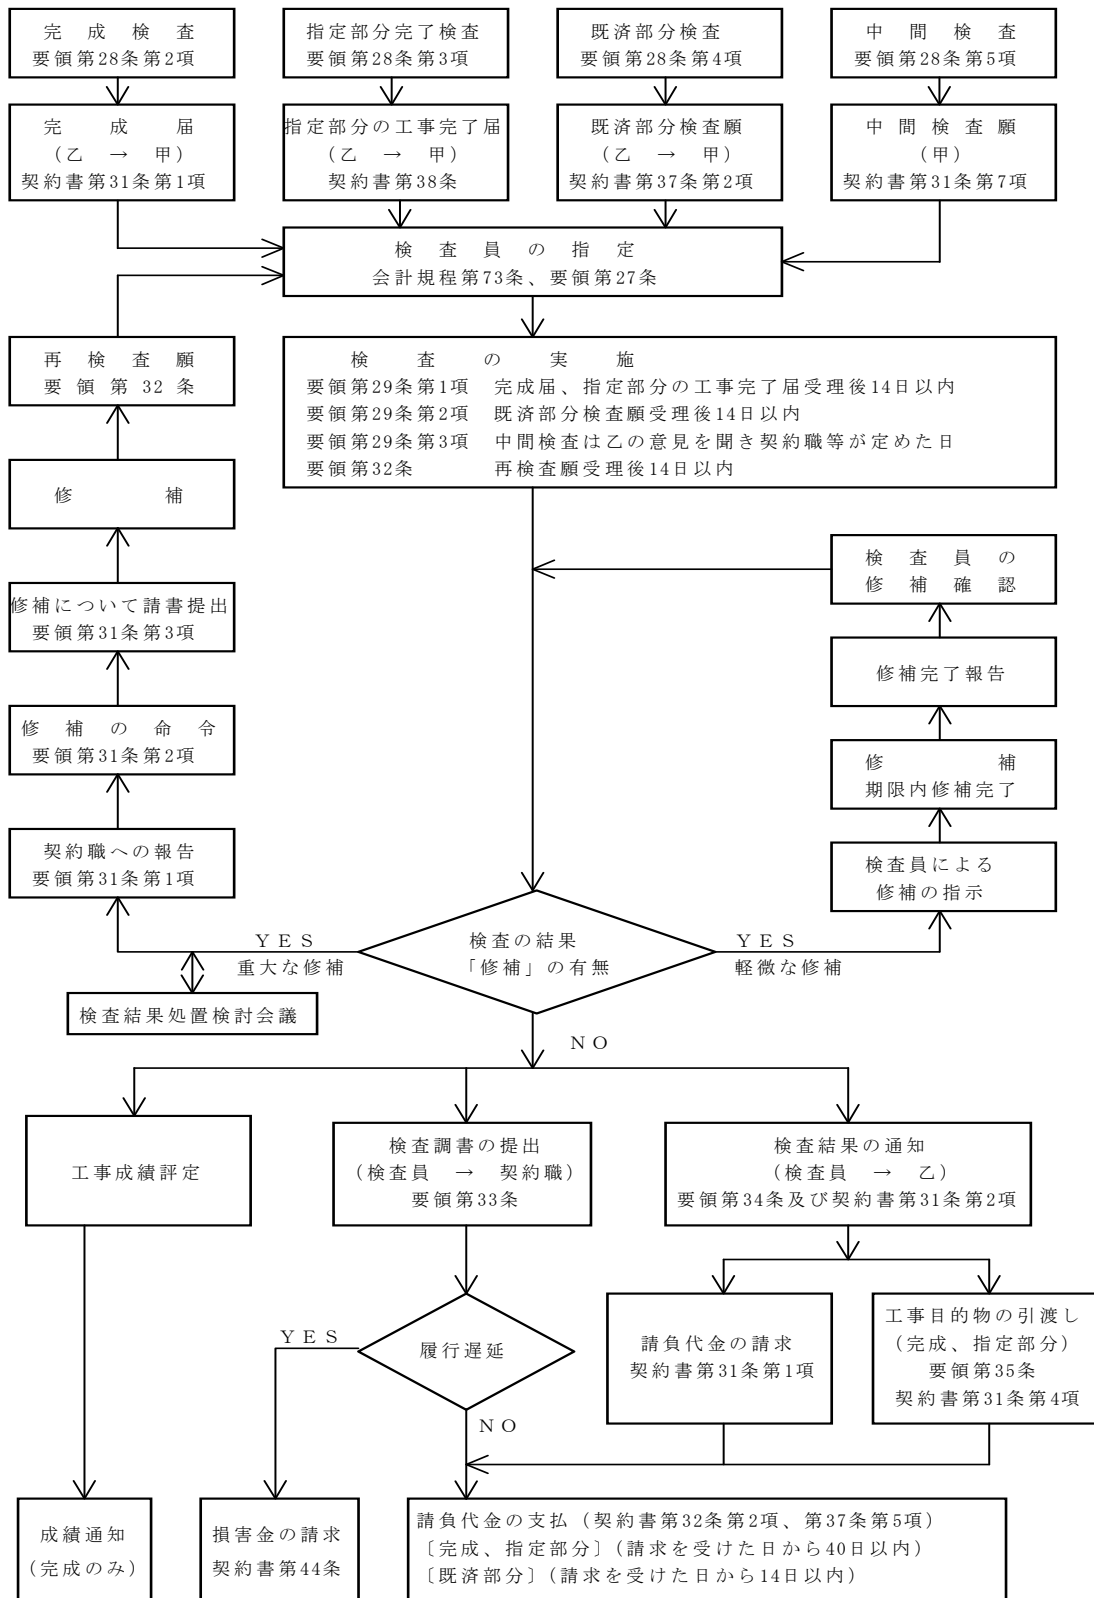 完成検査
要領第28条第2項
指定部分完了検査
要領第28条第3項
既済部分検査
要領第28条第4項
中間検査
要領第28条第5項
完成届
(乙 → 甲)
契約書第31条第1項
指定部分の工事完了届
(乙 → 甲)
契約書第38条
既済部分検査願
(乙 → 甲)
契約書第37条第2項
中間検査願
(甲)
契約書第31条第7項
検査員の指定
会計規程第73条、要領第27条
再検査願
要領第32条
検査の実施
要領第29条第1項 完成届、指定部分の工事完了届受理後14日以内
要領第29条第2項 既済部分検査願受理後14日以内
要領第29条第3項 中間検査は乙の意見を聞き契約職等が定めた日
要領第32条 再検査願受理後14日以内
修補
検査員の
修補確認
修補について請書提出
要領第31条第3項
修補完了報告
修補の命令
要領第31条第2項
修補
期限内修補完了
契約職への報告
要領第31条第1項
検査員による
修補の指示
YES
重大な修補
検査の結果
「修補」の有無
YES
軽微な修補
検査結果処置検討会議
NO
工事成績評定
検査調書の提出
(検査員 → 契約職)
要領第33条
検査結果の通知
(検査員 → 乙)
要領第34条及び契約書第31条第2項
YES
履行遅延
NO
請負代金の請求
契約書第31条第1項
工事目的物の引渡し
(完成、指定部分)
要領第35条
契約書第31条第4項
成績通知
(完成のみ)
損害金の請求
契約書第44条
請負代金の支払(契約書第32条第2項、第37条第5項)
〔完成、指定部分〕(請求を受けた日から40日以内)
〔既済部分〕(請求を受けた日から14日以内)